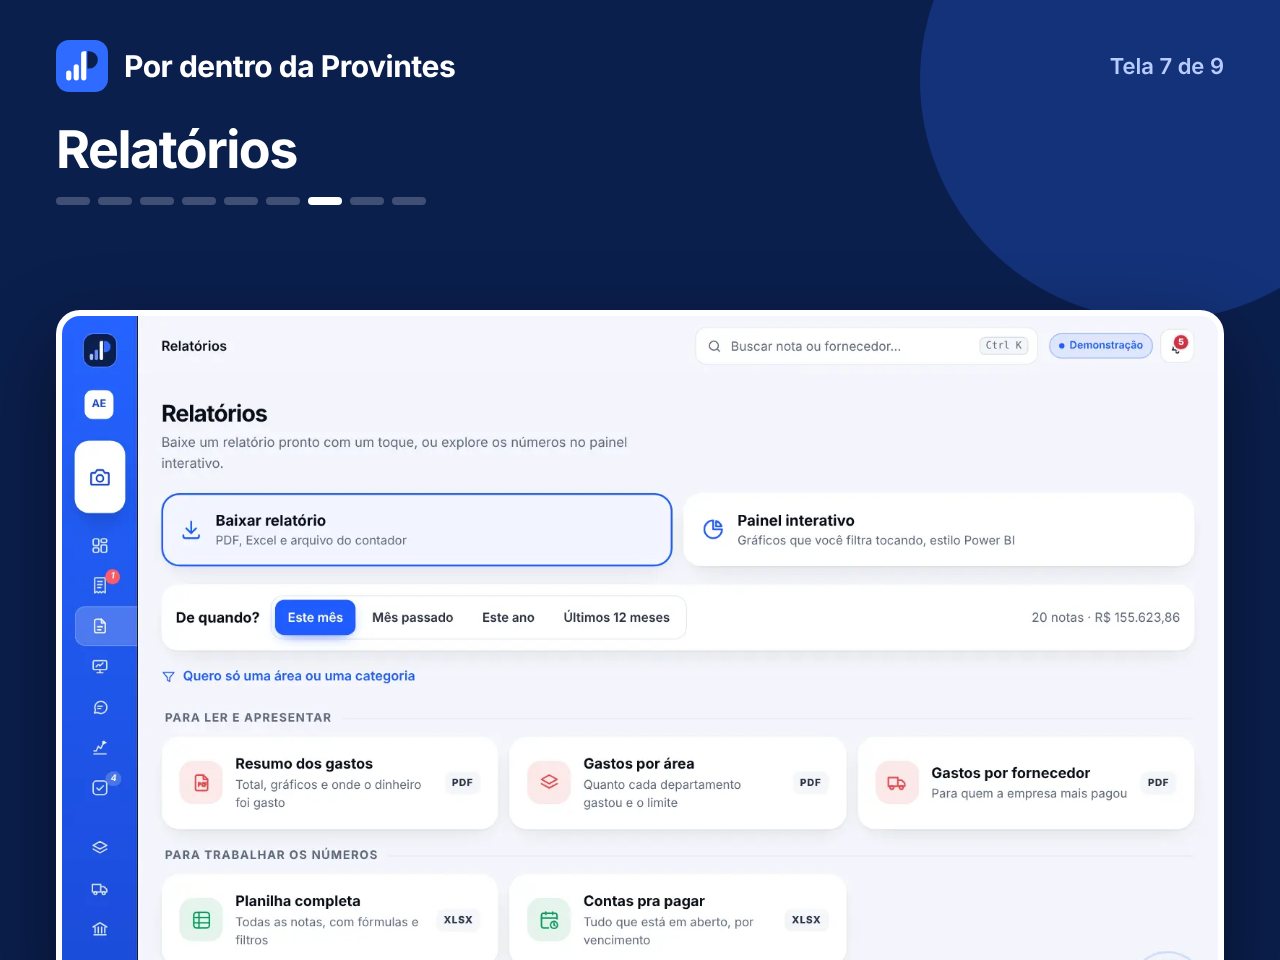 Por dentro da Provintes
Tela 7 de 9
Relatórios
Relatórios
Buscar nota ou fornecedor...
Ctrl K
Demonstração
5
AE
Relatórios
Baixe um relatório pronto com um toque, ou explore os números no painel
interativo.
Baixar relatório
PDF, Excel e arquivo do contador
Painel interativo
Gráficos que você filtra tocando, estilo Power BI
1
De quando?
Este mês
Mês passado
Este ano
Últimos 12 meses
20 notas · R$ 155.623,86
Quero só uma área ou uma categoria
PARA LER E APRESENTAR
Resumo dos gastos
Total, gráficos e onde o dinheiro
foi gasto
PDF
Gastos por área
Quanto cada departamento
gastou e o limite
PDF
Gastos por fornecedor
Para quem a empresa mais pagou
PDF
4
PARA TRABALHAR OS NÚMEROS
Planilha completa
Todas as notas, com fórmulas e
filtros
XLSX
Contas pra pagar
Tudo que está em aberto, por
vencimento
XLSX